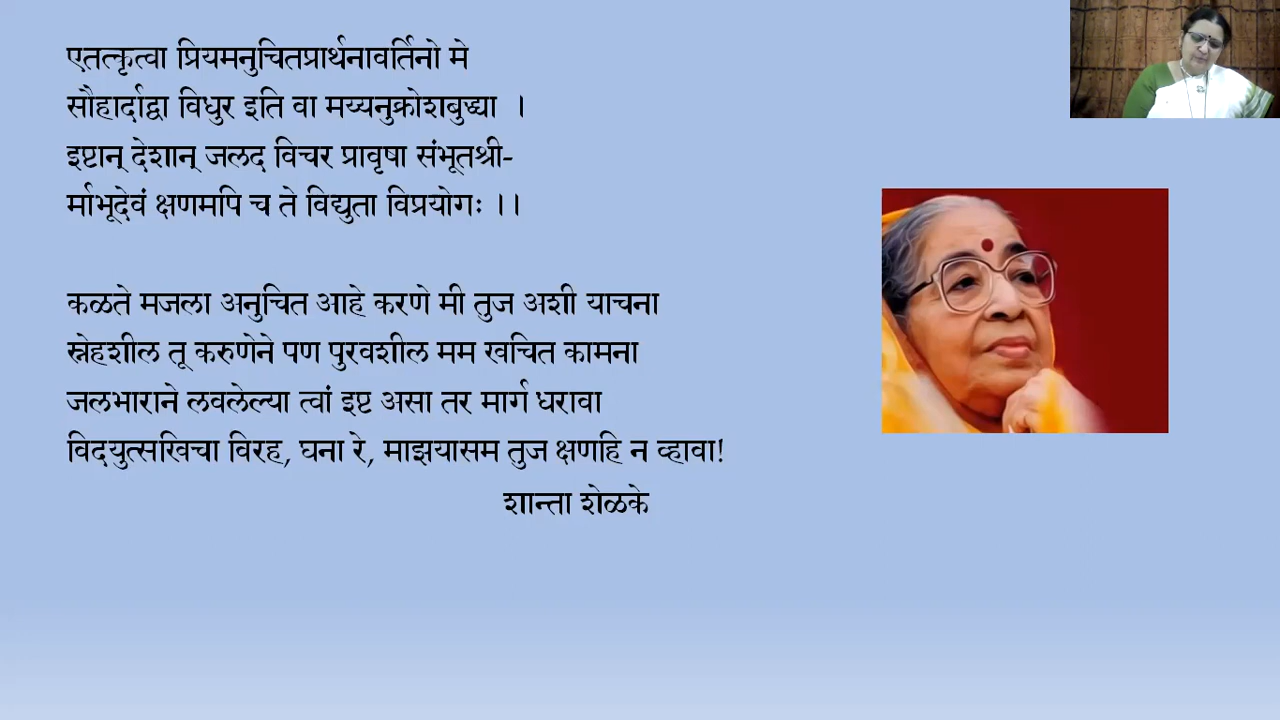 एतत्कृत्वा प्रियमनुचितप्रार्थनावर्तिनो मे
सौहार्दाद्वा विधुर इति वा मय्यनुक्रोशबुद्ध्या ।
इष्टान् देशान् जलद विचर प्रावृषा संभूतश्री-
र्माभूदेवं क्षणमपि च ते विद्युता विप्रयोगः ।।
कळते मजला अनुचित आहे करणे मी तुज अशी याचना
स्नेहशील तू करुणेने पण पुरवशील मम खचित कामना
जलभाराने लवलेल्या त्वां इष्ट असा तर मार्ग धरावा
विदयुत्सखिचा विरह, घना रे, माझयासम तुज क्षणहि न व्हावा!
शान्ता शेळके